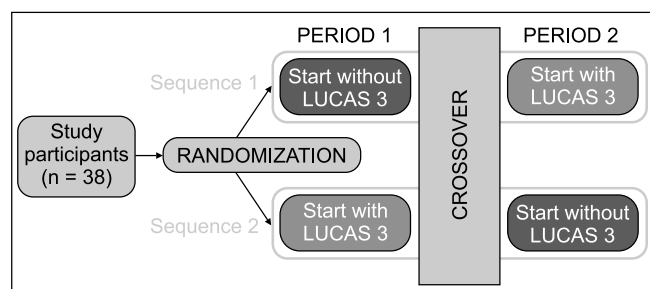 PERIOD 1
PERIOD 2
Sequence 1
Start without
LUCAS 3
Start with
LUCAS 3
Study
participants
(n = 38)
RANDOMIZATION
CROSSOVER
Sequence 2
Start with
LUCAS 3
Start without
LUCAS 3